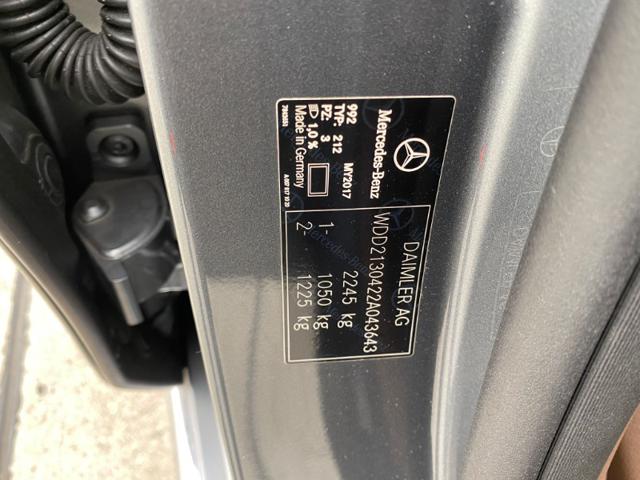 Mercedes-Benz
992
TYP: 212 MY2017
PZ: 3
1,0%
Made in Germany
DAIMLER AG
WDD2130422A043643
2245 kg
1- 1050 kg
2- 1225 kg